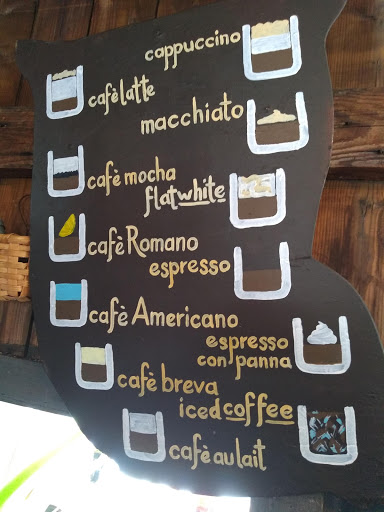 cappuccino
cafè latte
macchiato
cafè mocha
flat white
cafè Romano
espresso
cafè Americano
espresso
con panna
cafè breva
iced coffee
cafè au lait